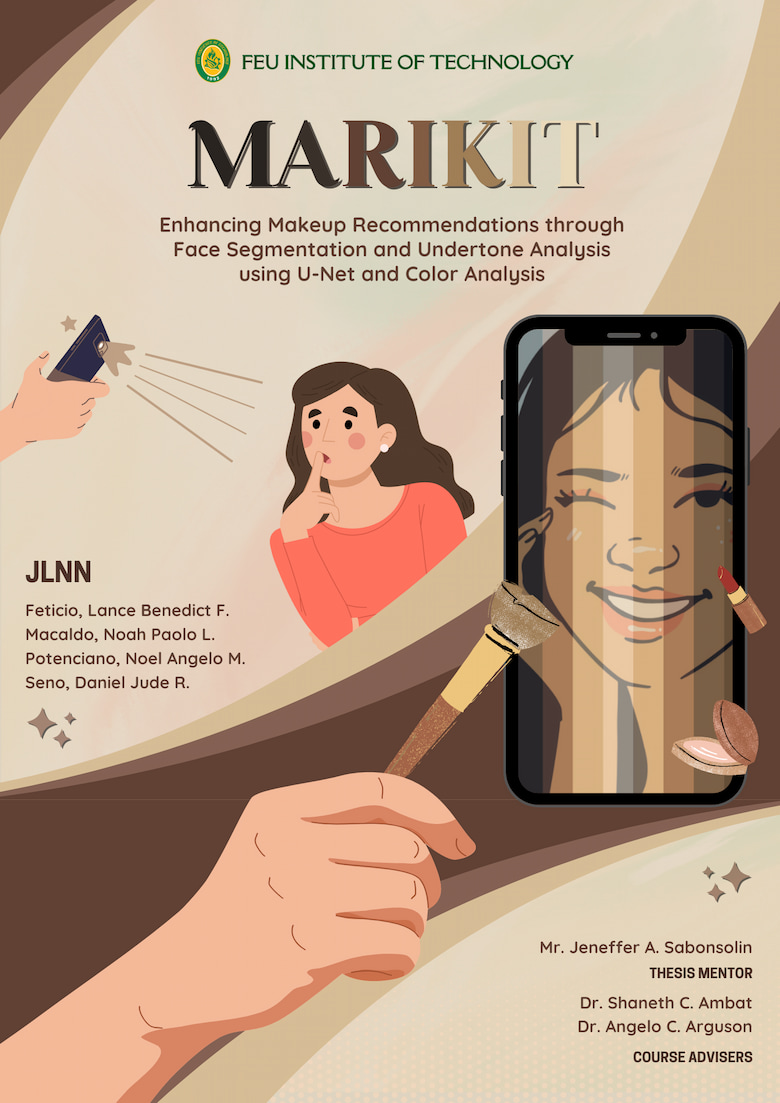 FEU INSTITUTE OF TECHNOLOGY
MARIKIT
Enhancing Makeup Recommendations through
Face Segmentation and Undertone Analysis
using U-Net and Color Analysis
JLNN
Feticio, Lance Benedict F.
Macaldo, Noah Paolo L.
Potenciano, Noel Angelo M.
Seno, Daniel Jude R.
Mr. Jeneffer A. Sabonsolin
THESIS MENTOR
Dr. Shaneth C. Ambat
Dr. Angelo C. Arguson
COURSE ADVISERS